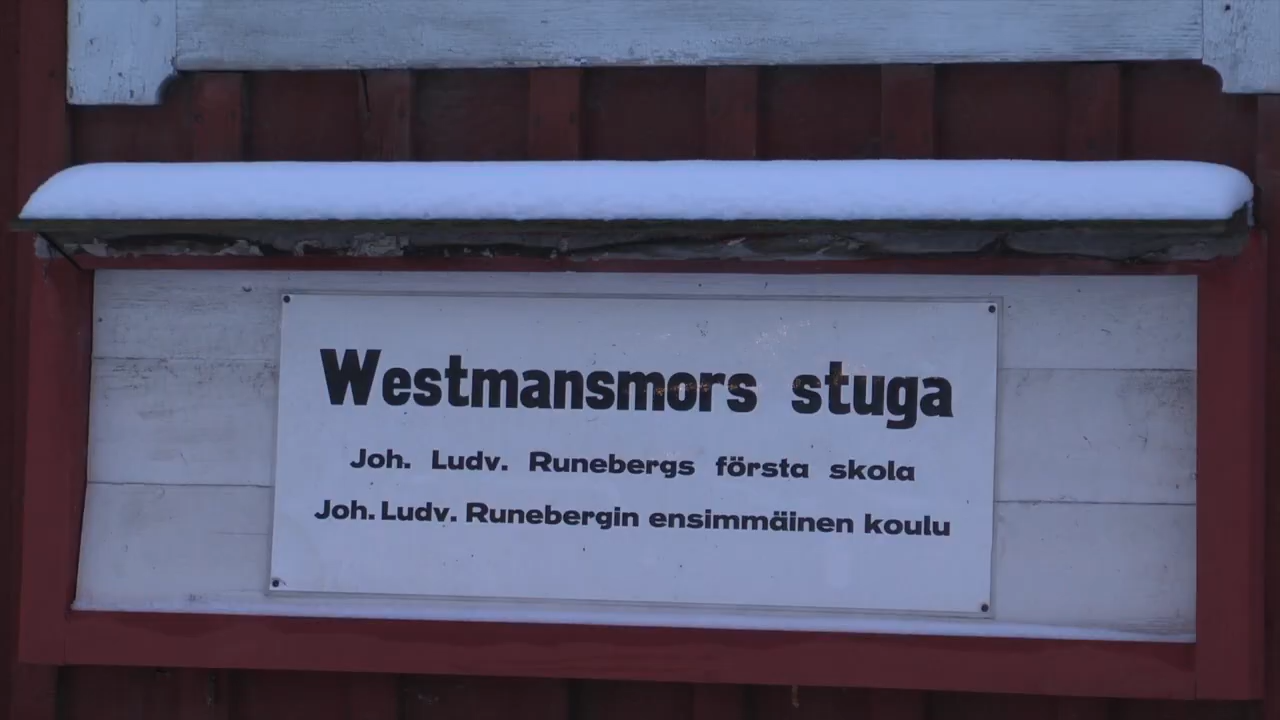 Westmansmors stuga
Joh. Ludv. Runebergs första skola
Joh. Ludv. Runebergin ensimmäinen koulu